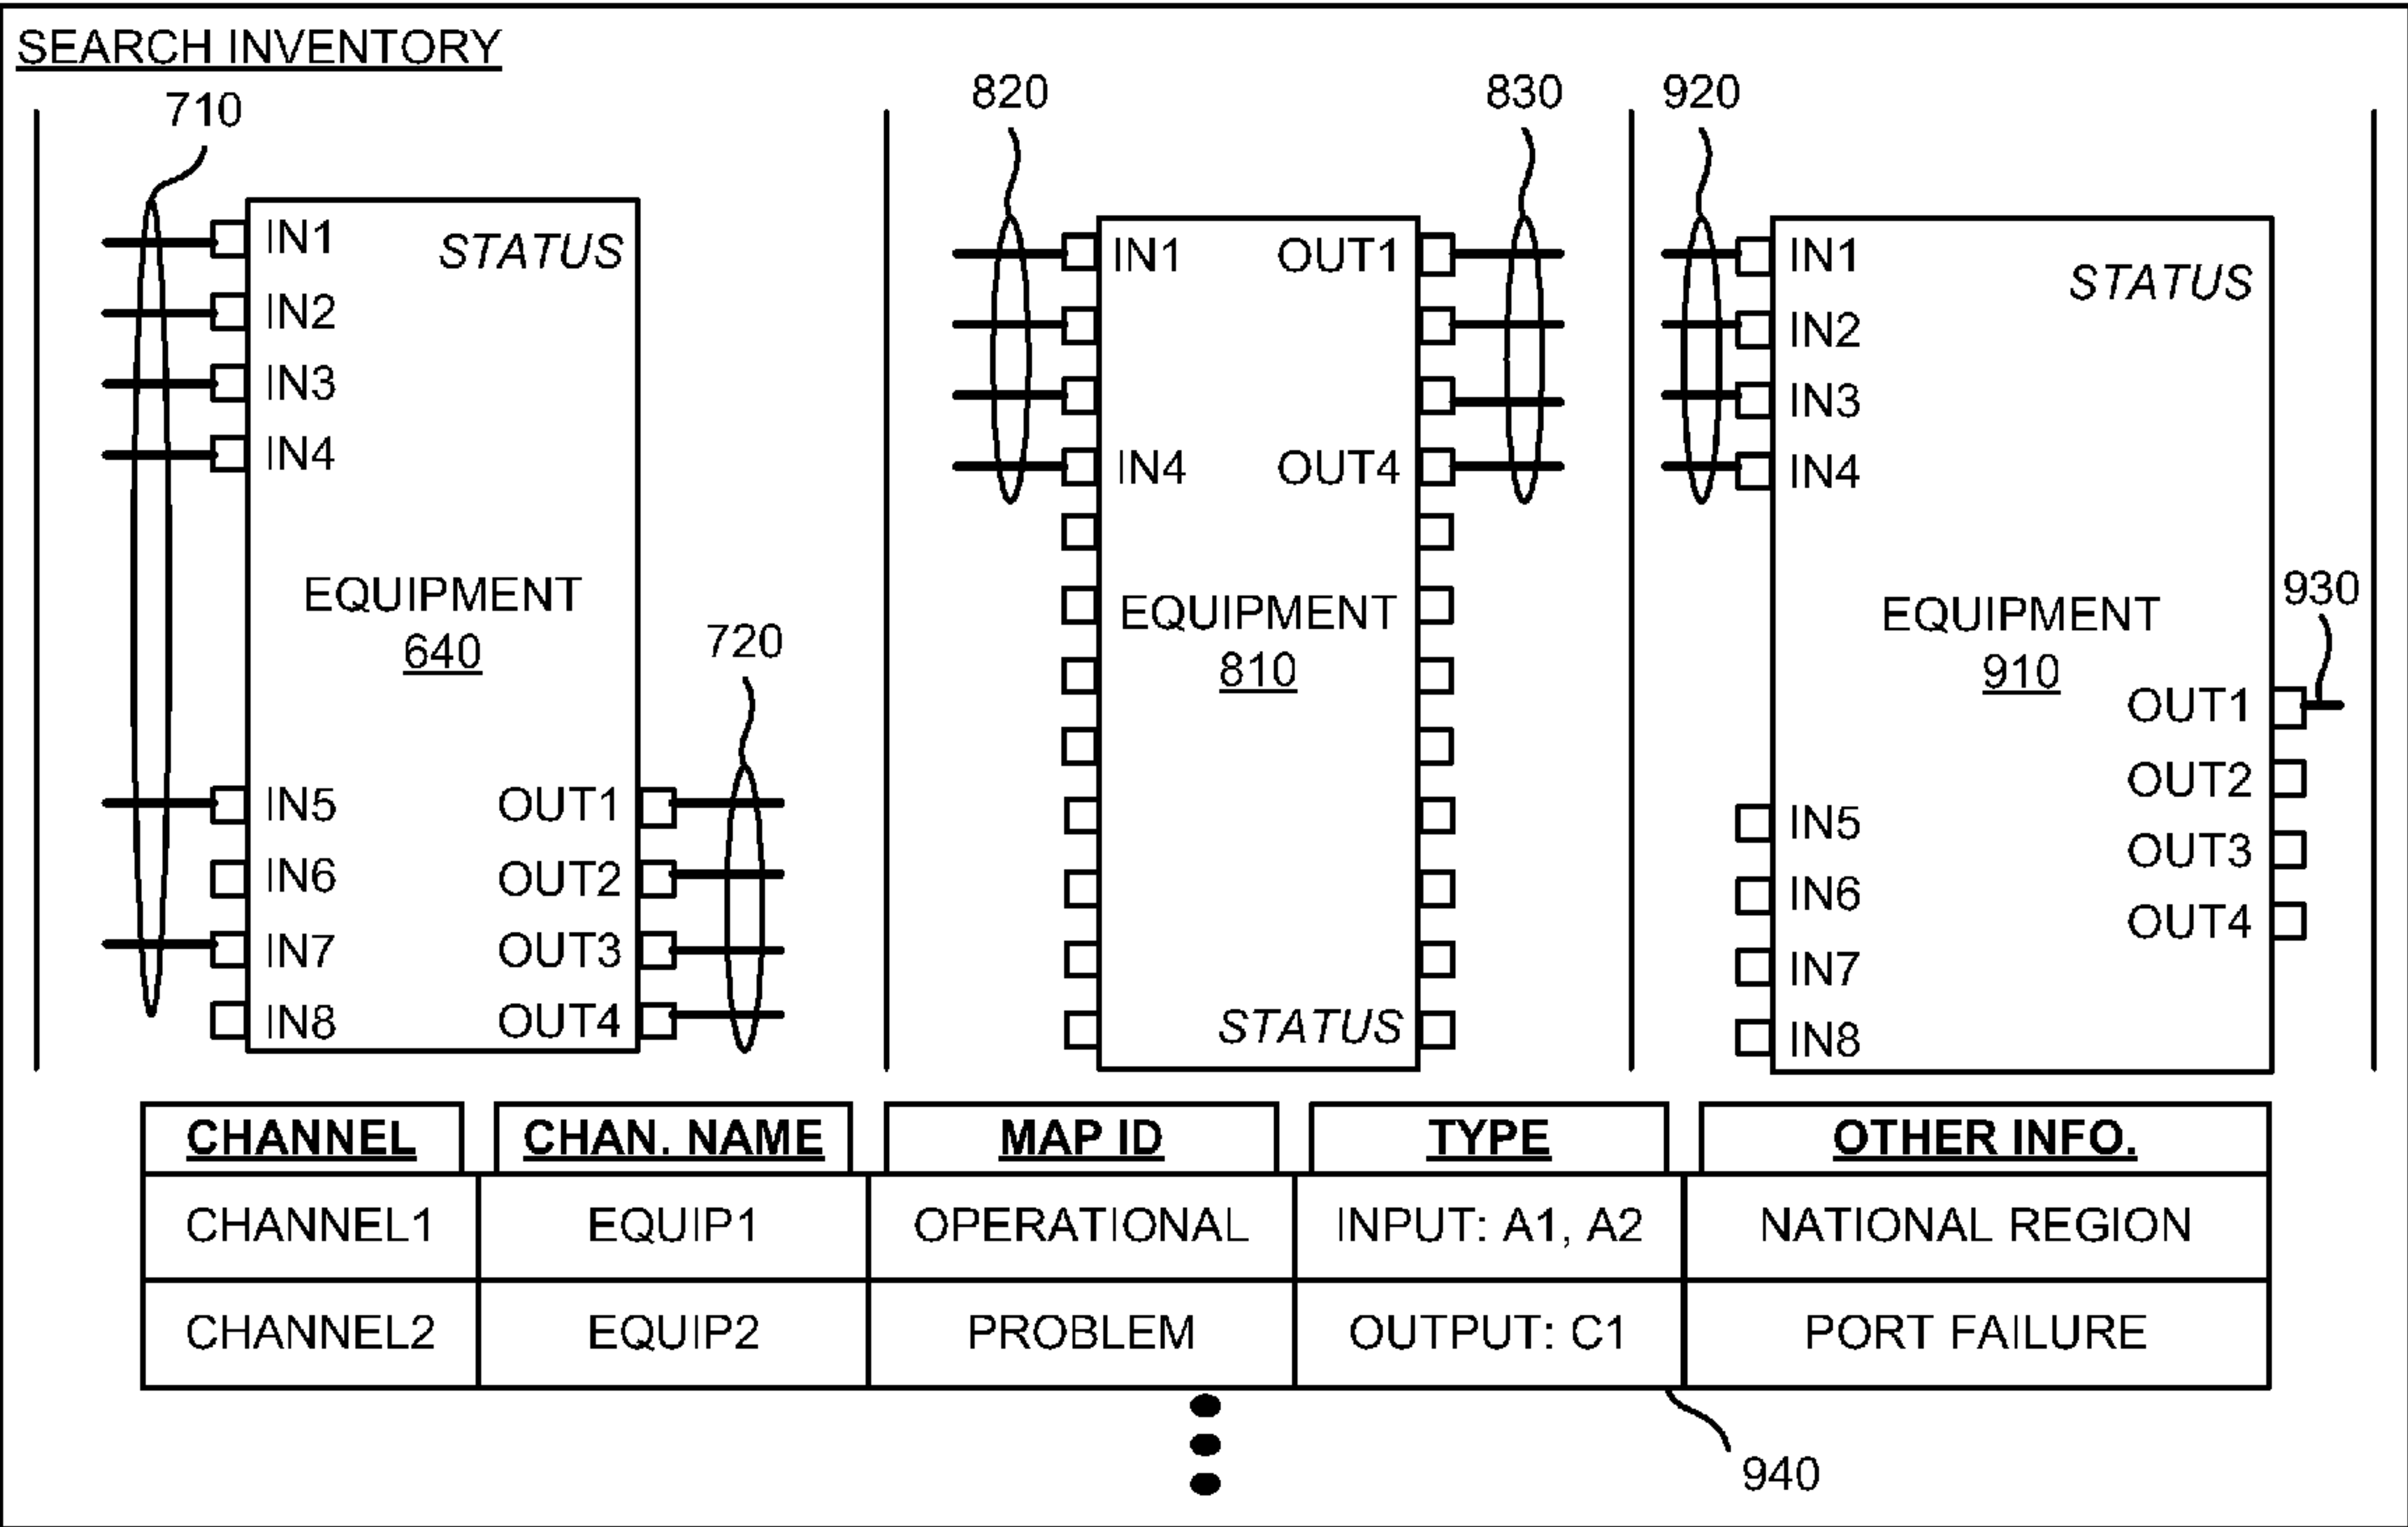 SEARCH INVENTORY
710
IN1
STATUS
IN2
IN3
IN4
EQUIPMENT
640
720
IN5 OUT1
IN6 OUT2
IN7 OUT3
IN8 OUT4
820
830
IN1 OUT1
IN4 OUT4
EQUIPMENT
810
STATUS
920
IN1
STATUS
IN2
IN3
IN4
930
EQUIPMENT
910
OUT1
OUT2
IN5
OUT3
IN6
OUT4
IN7
IN8
CHANNEL CHAN. NAME MAP ID TYPE OTHER INFO.
CHANNEL1 EQUIP1 OPERATIONAL INPUT: A1, A2 NATIONAL REGION
CHANNEL2 EQUIP2 PROBLEM OUTPUT: C1 PORT FAILURE
940